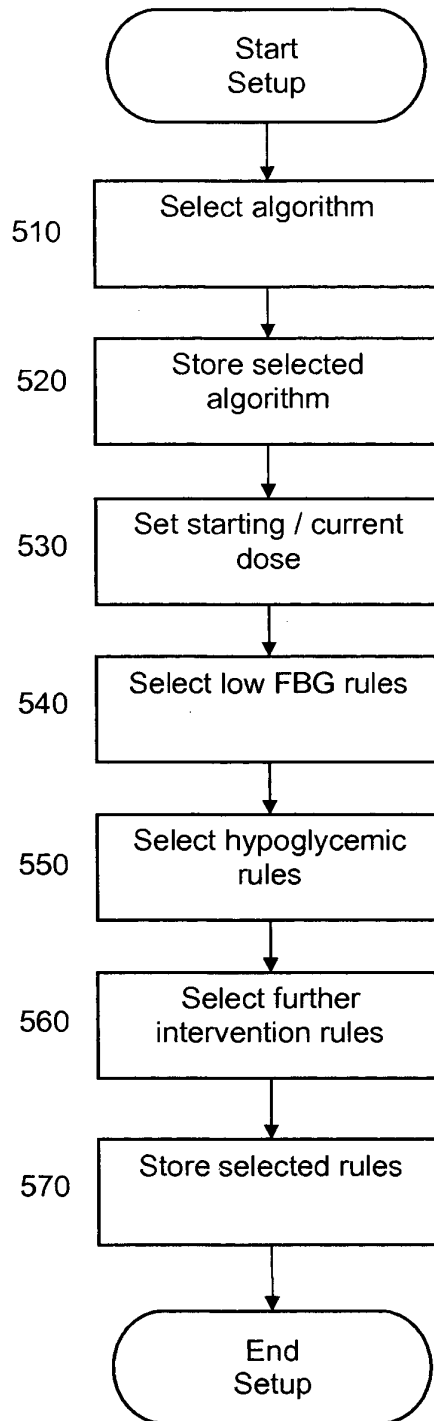 Start
Setup
510
Select algorithm
520
Store selected
algorithm
530
Set starting / current
dose
540
Select low FBG rules
550
Select hypoglycemic
rules
560
Select further
intervention rules
570
Store selected rules
End
Setup